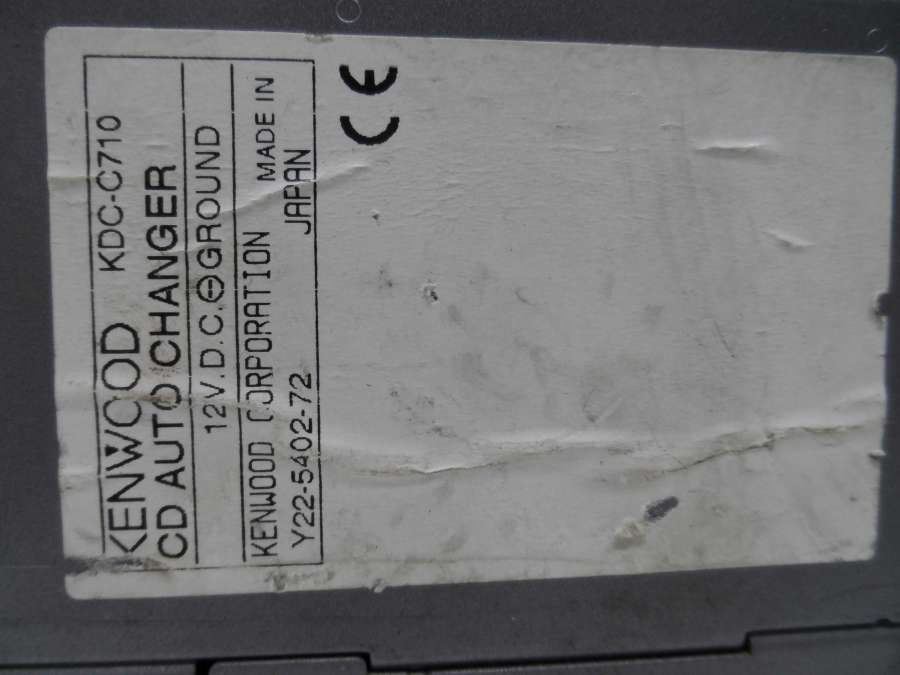 KENWOOD KDC-C710
CD AUTO CHANGER
12V.D.C.⊖GROUND
KENWOOD CORPORATION MADE IN
Y22-5402-72 JAPAN
CE